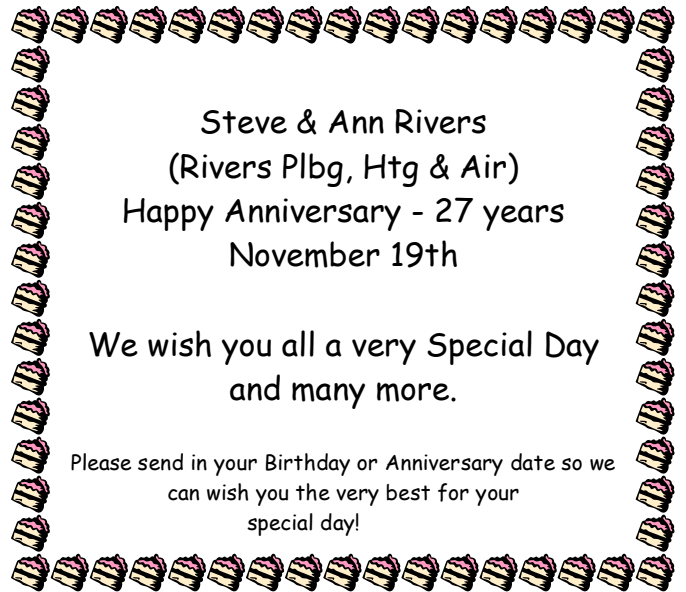 Steve & Ann Rivers
(Rivers Plbg, Htg & Air)
Happy Anniversary - 27 years
November 19th
We wish you all a very Special Day
and many more.
Please send in your Birthday or Anniversary date so we
can wish you the very best for your
special day!